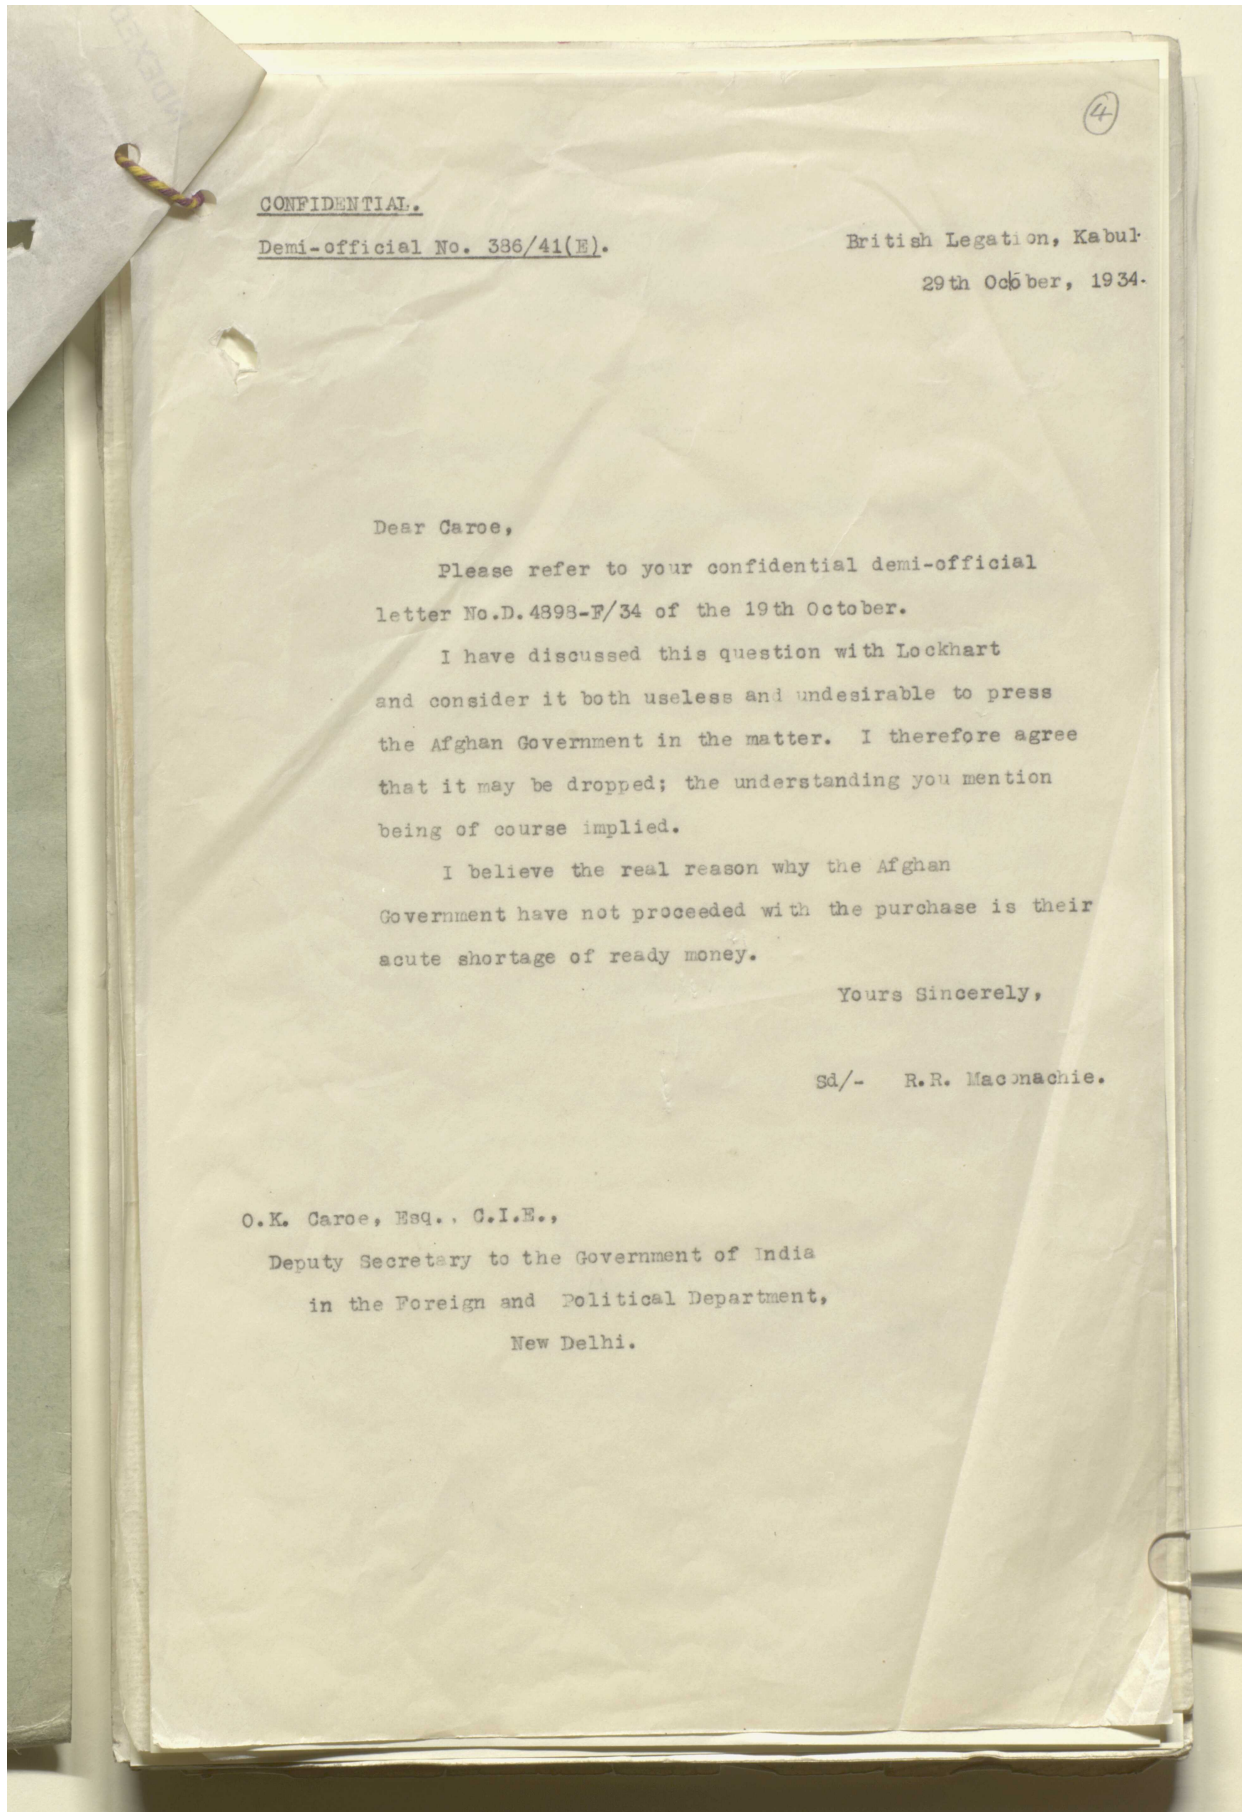 4
CONFIDENTIAL.
Demi-official No. 386/41(E).
British Legation, Kabul.
29th October, 1934.
Dear Caroe,
Please refer to your confidential demi-official
letter No.D.4898-F/34 of the 19th October.
I have discussed this question with Lockhart
and consider it both useless and undesirable to press
the Afghan Government in the matter. I therefore agree
that it may be dropped; the understanding you mention
being of course implied.
I believe the real reason why the Afghan
Government have not proceeded with the purchase is their
acute shortage of ready money.
Yours Sincerely,
Sd/- R.R. Maconachie.
O.K. Caroe, Esq., C.I.E.,
Deputy Secretary to the Government of India
in the Foreign and Political Department,
New Delhi.